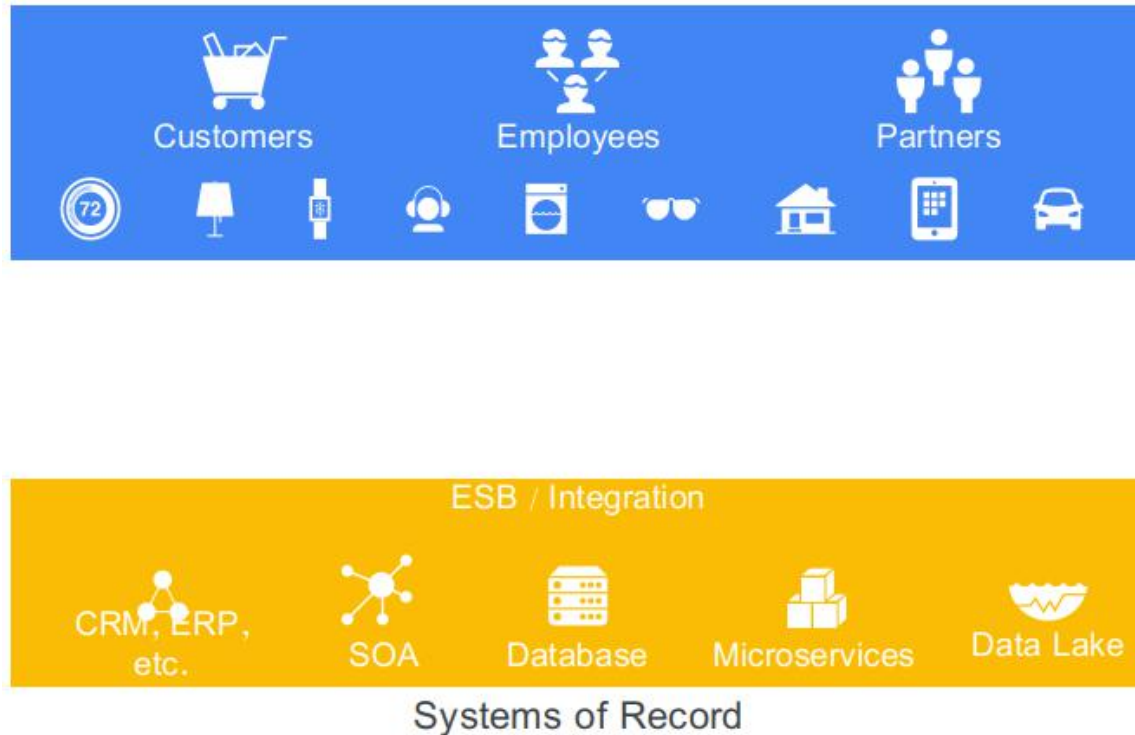 Customers
Employees
Partners
72
ESB / Integration
CRM, ERP,
etc.
SOA
Database
Microservices
Data Lake
Systems of Record